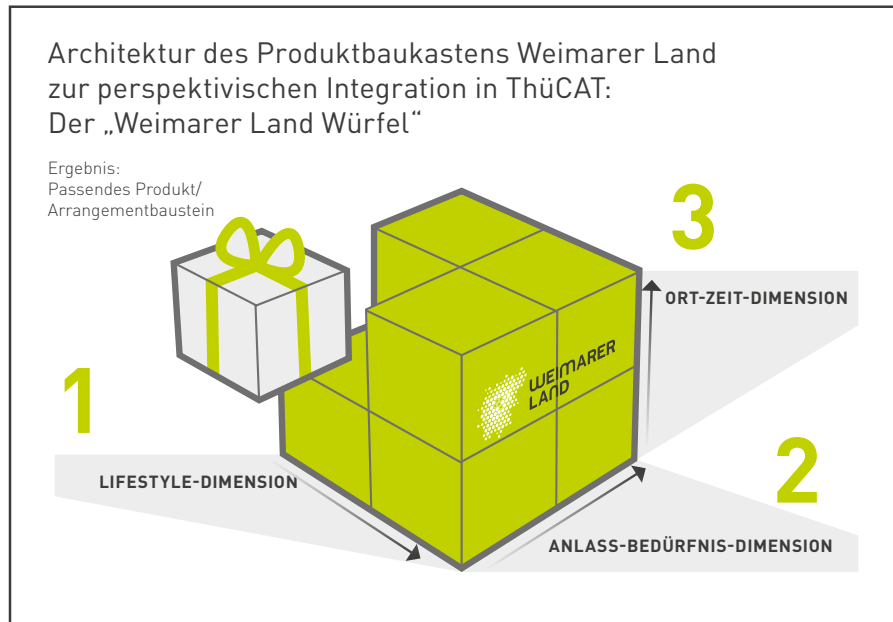 Architektur des Produktbaukastens Weimarer Land
zur perspektivischen Integration in ThüCAT:
Der „Weimarer Land Würfel“
Ergebnis:
Passendes Produkt/
Arrangementbaustein
3
ORT-ZEIT-DIMENSION
WEIMARER
LAND
1
LIFESTYLE-DIMENSION
2
ANLASS-BEDÜRFNIS-DIMENSION